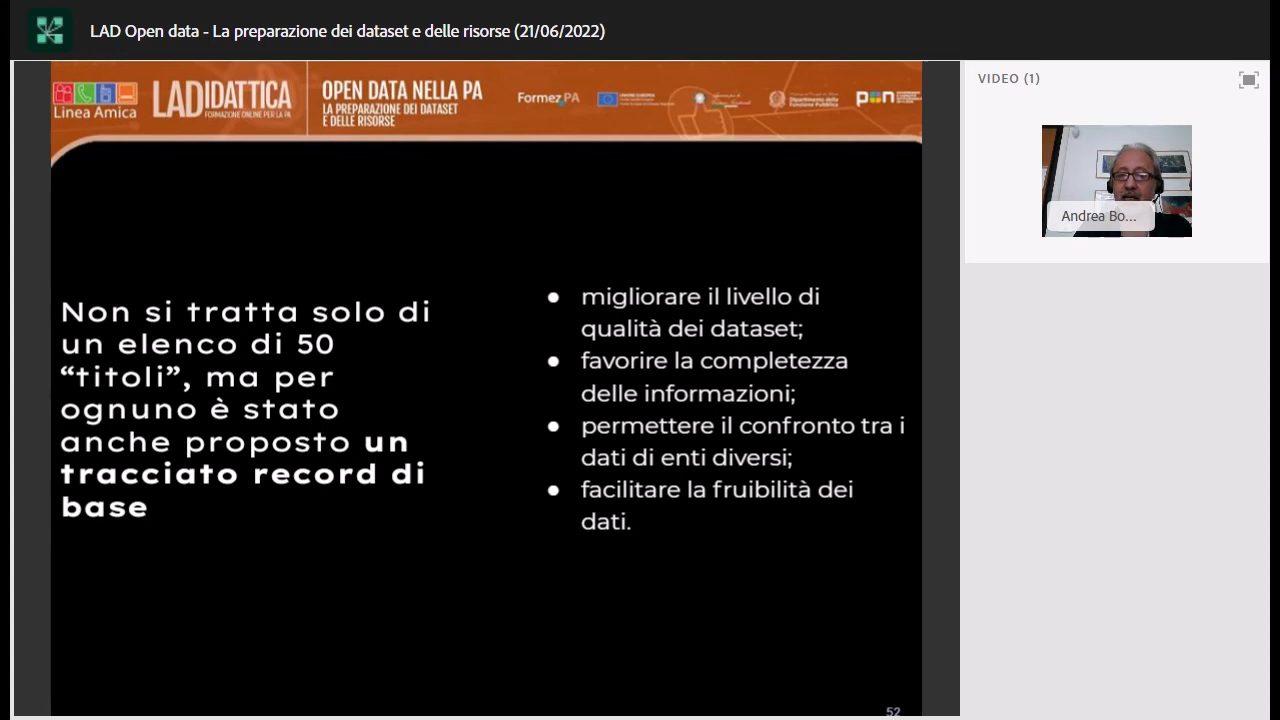 LAD Open data - La preparazione dei dataset e delle risorse (21/06/2022)
VIDEO (1)
Linea Amica
LADIDATTICA
FORMAZIONE ONLINE PER LA PA
OPEN DATA NELLA PA
LA PREPARAZIONE DEI DATASET
E DELLE RISORSE
Formez PA
UNIONE EUROPEA
Dipartimento della
Funzione Pubblica
pon
Andrea Bo...
Non si tratta solo di
un elenco di 50
“titoli”, ma per
ognuno è stato
anche proposto un
tracciato record di
base
● migliorare il livello di
qualità dei dataset;
● favorire la completezza
delle informazioni;
● permettere il confronto tra i
dati di enti diversi;
● facilitare la fruibilità dei
dati.
52